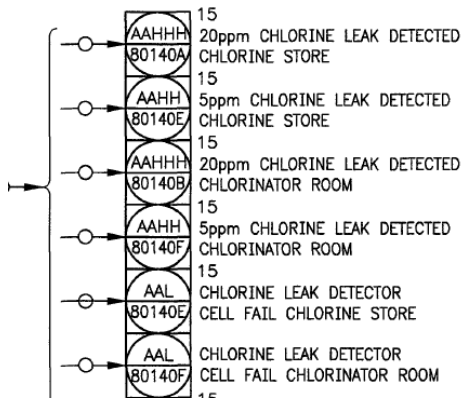 15
AAHHH 20ppm CHLORINE LEAK DETECTED
80140A CHLORINE STORE
15
AAHH 5ppm CHLORINE LEAK DETECTED
80140E CHLORINE STORE
15
AAHHH 20ppm CHLORINE LEAK DETECTED
80140B CHLORINATOR ROOM
15
AAHH 5ppm CHLORINE LEAK DETECTED
80140F CHLORINATOR ROOM
15
AAL CHLORINE LEAK DETECTOR
80140E CELL FAIL CHLORINE STORE
AAL CHLORINE LEAK DETECTOR
80140F CELL FAIL CHLORINATOR ROOM
15